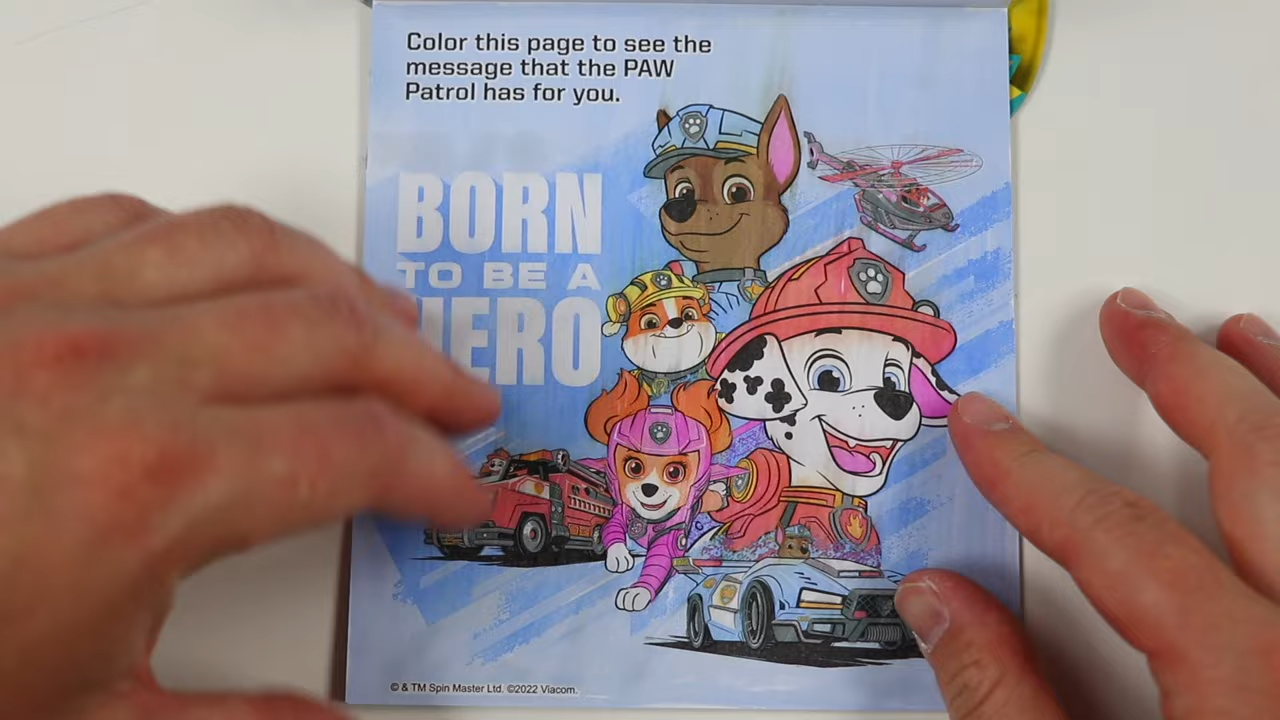 Color this page to see the
message that the PAW
Patrol has for you.
BORN
TO BE A
HERO
© & TM Spin Master Ltd. ©2022 Viacom.